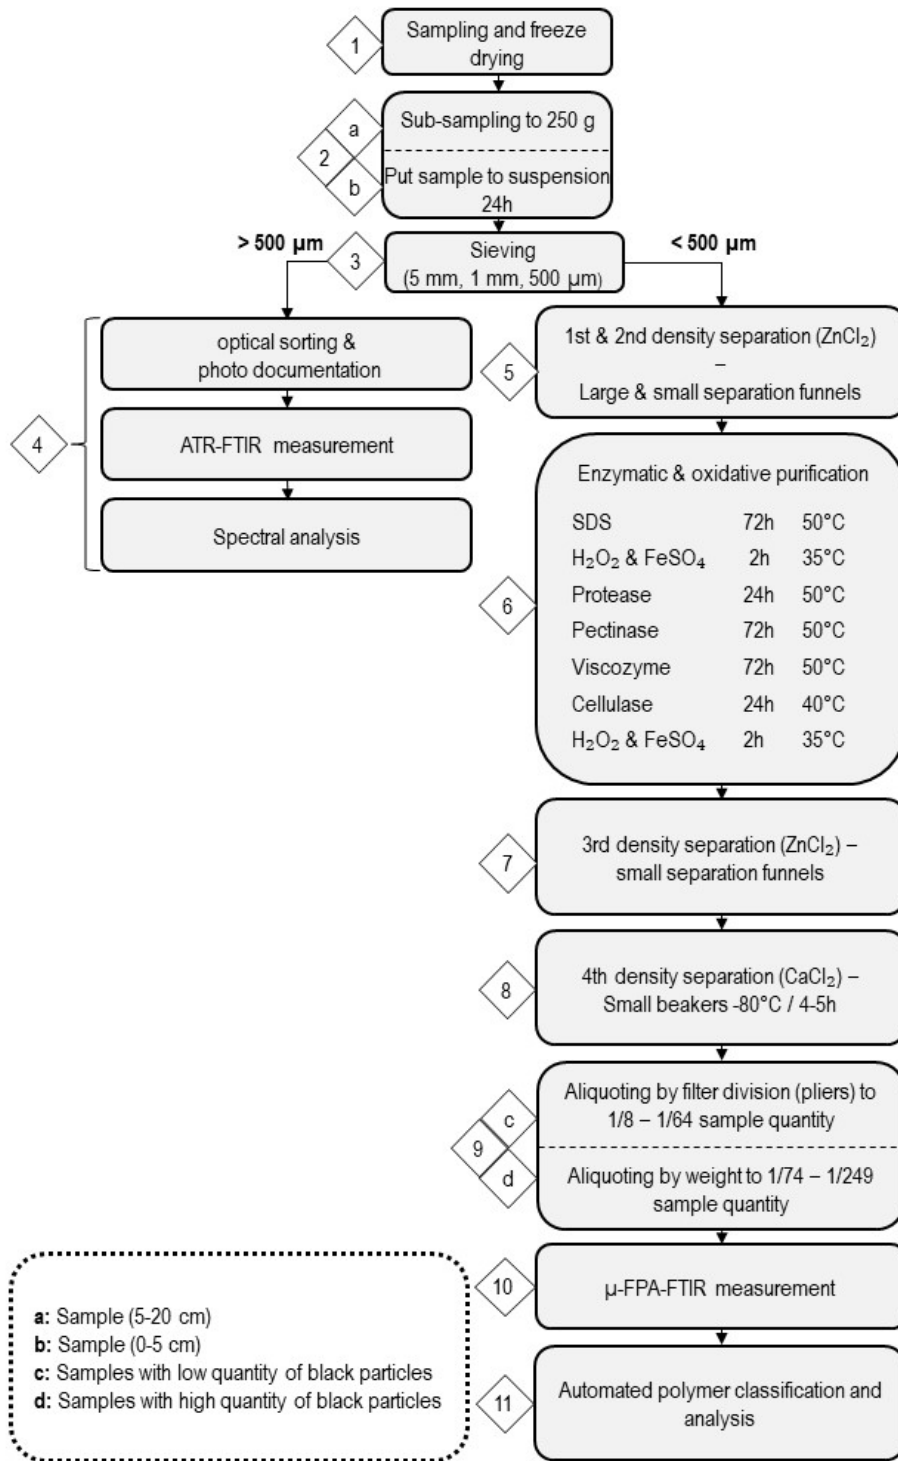 1
Sampling and freeze
drying
2
a
Sub-sampling to 250 g
b
Put sample to suspension
24h
> 500 µm
3
Sieving
(5 mm, 1 mm, 500 µm)
< 500 µm
4
optical sorting &
photo documentation
ATR-FTIR measurement
Spectral analysis
5
1st & 2nd density separation (ZnCl₂)
–
Large & small separation funnels
6
Enzymatic & oxidative purification
SDS 72h 50°C
H₂O₂ & FeSO₄ 2h 35°C
Protease 24h 50°C
Pectinase 72h 50°C
Viscozyme 72h 50°C
Cellulase 24h 40°C
H₂O₂ & FeSO₄ 2h 35°C
7
3rd density separation (ZnCl₂) –
small separation funnels
8
4th density separation (CaCl₂) –
Small beakers -80°C / 4-5h
9
c
Aliquoting by filter division (pliers) to
1/8 – 1/64 sample quantity
d
Aliquoting by weight to 1/74 – 1/249
sample quantity
10
µ-FPA-FTIR measurement
11
Automated polymer classification and
analysis
a: Sample (5-20 cm)
b: Sample (0-5 cm)
c: Samples with low quantity of black particles
d: Samples with high quantity of black particles